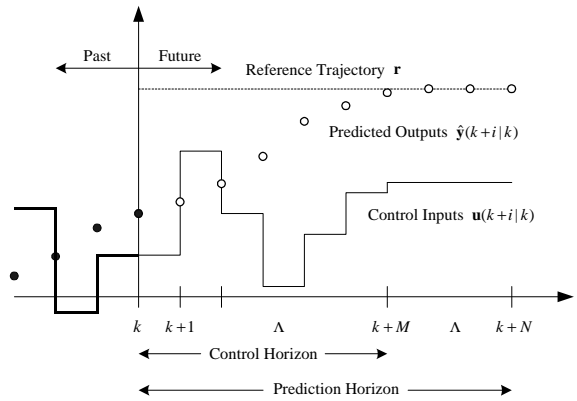 Past Future
Reference Trajectory r
Predicted Outputs ŷ(k+i|k)
Control Inputs u(k+i|k)
k k+1 Λ k+M Λ k+N
Control Horizon
Prediction Horizon